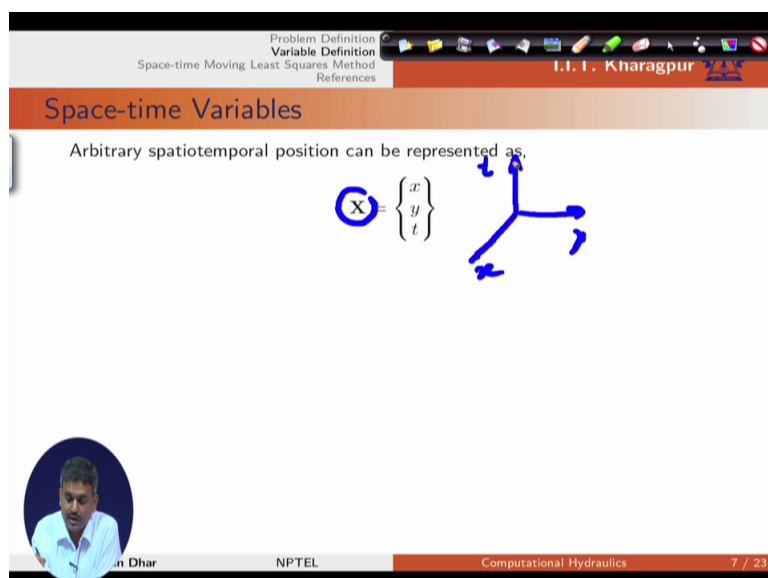 Problem Definition
Variable Definition
Space-time Moving Least Squares Method
References
I.I.T. Kharagpur
Space-time Variables
Arbitrary spatiotemporal position can be represented as,
X = { x y t }
t
y
x
n Dhar NPTEL Computational Hydraulics 7 / 23